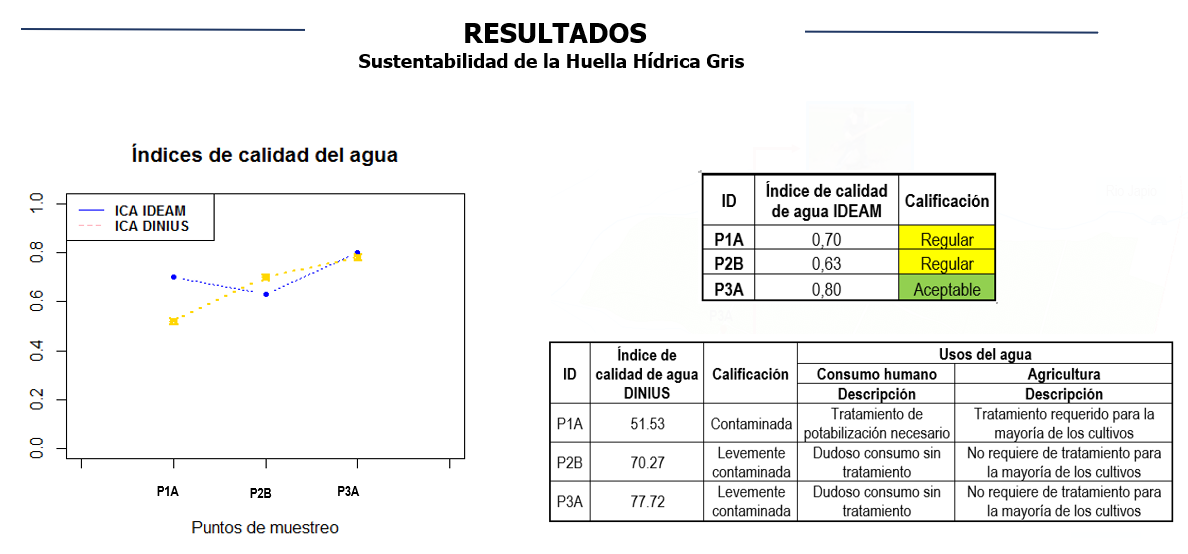 RESULTADOS
Sustentabilidad de la Huella Hídrica Gris
Índices de calidad del agua
1.0
0.8
0.6
0.4
0.2
0.0
ICA IDEAM
ICA DINIUS
P1A P2B P3A
Puntos de muestreo
ID Índice de calidad de agua IDEAM Calificación
P1A 0,70 Regular
P2B 0,63 Regular
P3A 0,80 Aceptable
ID Índice de calidad de agua DINIUS Calificación Usos del agua
Consumo humano Agricultura
Descripción Descripción
P1A 51.53 Contaminada Tratamiento de potabilización necesario Tratamiento requerido para la mayoría de los cultivos
P2B 70.27 Levemente contaminada Dudoso consumo sin tratamiento No requiere de tratamiento para la mayoría de los cultivos
P3A 77.72 Levemente contaminada Dudoso consumo sin tratamiento No requiere de tratamiento para la mayoría de los cultivos